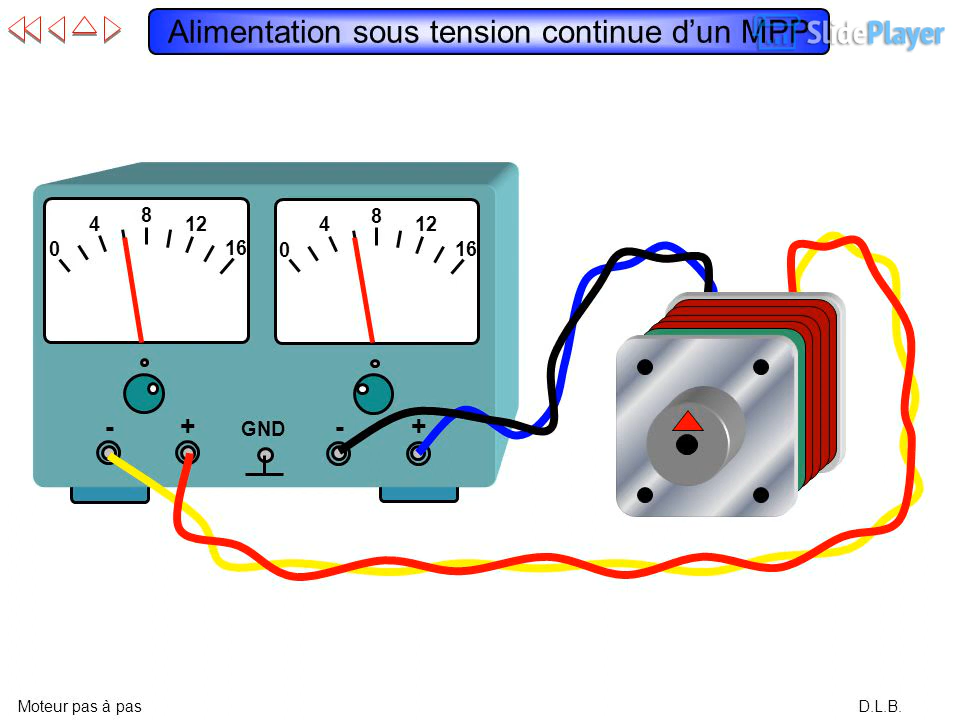 Alimentation sous tension continue d’un MPP
SlidePlayer
0 4 8 12 16
0 4 8 12 16
- + GND - +
Moteur pas à pas
D.L.B.